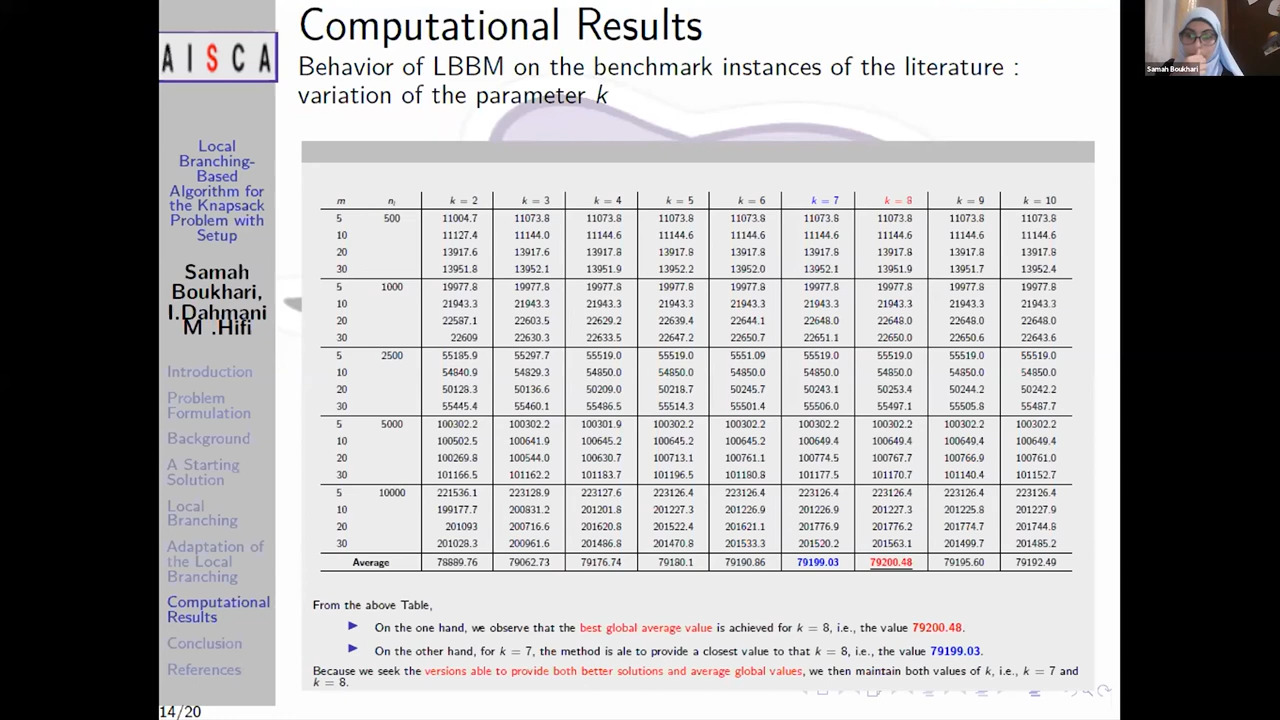 Computational Results
Behavior of LBBM on the benchmark instances of the literature :
variation of the parameter k
AISCA
Local
Branching-
Based
Algorithm for
the Knapsack
Problem with
Setup
Samah
Boukhari,
I.Dahmani
M .Hifi
Introduction
Problem
Formulation
Background
A Starting
Solution
Local
Branching
Adaptation of
the Local
Branching
Computational
Results
Conclusion
References
14/20
m nj k = 2 k = 3 k = 4 k = 5 k = 6 k = 7 k = 8 k = 9 k = 10
5 500 11004.7 11073.8 11073.8 11073.8 11073.8 11073.8 11073.8 11073.8 11073.8
10 11127.4 11144.0 11144.6 11144.6 11144.6 11144.6 11144.6 11144.6 11144.6
20 13917.6 13917.6 13917.8 13917.8 13917.8 13917.8 13917.8 13917.8 13917.8
30 13951.8 13952.1 13951.9 13952.2 13952.0 13952.1 13951.9 13951.7 13952.4
5 1000 19977.8 19977.8 19977.8 19977.8 19977.8 19977.8 19977.8 19977.8 19977.8
10 21943.3 21943.3 21943.3 21943.3 21943.3 21943.3 21943.3 21943.3 21943.3
20 22587.1 22603.5 22629.2 22639.4 22644.1 22648.0 22648.0 22648.0 22648.0
30 22609 22630.3 22633.5 22647.2 22650.7 22651.1 22650.0 22650.6 22643.6
5 2500 55185.9 55297.7 55519.0 55519.0 5551.09 55519.0 55519.0 55519.0 55519.0
10 54840.9 54829.3 54850.0 54850.0 54850.0 54850.0 54850.0 54850.0 54850.0
20 50128.3 50136.6 50209.0 50218.7 50245.7 50243.1 50253.4 50244.2 50242.2
30 55445.4 55460.1 55486.5 55514.3 55501.4 55506.0 55497.1 55505.8 55487.7
5 5000 100302.2 100302.2 100301.9 100302.2 100302.2 100302.2 100302.2 100302.2 100302.2
10 100502.5 100641.9 100645.2 100645.2 100645.2 100649.4 100649.4 100649.4 100649.4
20 100269.8 100544.0 100630.7 100713.1 100761.1 100774.5 100767.7 100766.9 100761.0
30 101166.5 101162.2 101183.7 101196.5 101180.8 101177.5 101170.7 101140.4 101152.7
5 10000 221536.1 223128.9 223127.6 223126.4 223126.4 223126.4 223126.4 223126.4 223126.4
10 199177.7 200831.2 201201.8 201227.3 201226.9 201226.9 201227.3 201225.8 201227.9
20 201093 200716.6 201620.8 201522.4 201621.1 201776.9 201776.2 201774.7 201744.8
30 201028.3 200961.6 201486.8 201470.8 201533.3 201520.2 201563.1 201499.7 201485.2
Average 78889.76 79062.73 79176.74 79180.1 79190.86 79199.03 79200.48 79195.60 79192.49
From the above Table,
On the one hand, we observe that the best global average value is achieved for k = 8, i.e., the value 79200.48.
On the other hand, for k = 7, the method is ale to provide a closest value to that k = 8, i.e., the value 79199.03.
Because we seek the versions able to provide both better solutions and average global values, we then maintain both values of k, i.e., k = 7 and
k = 8.
Samah Boukhari